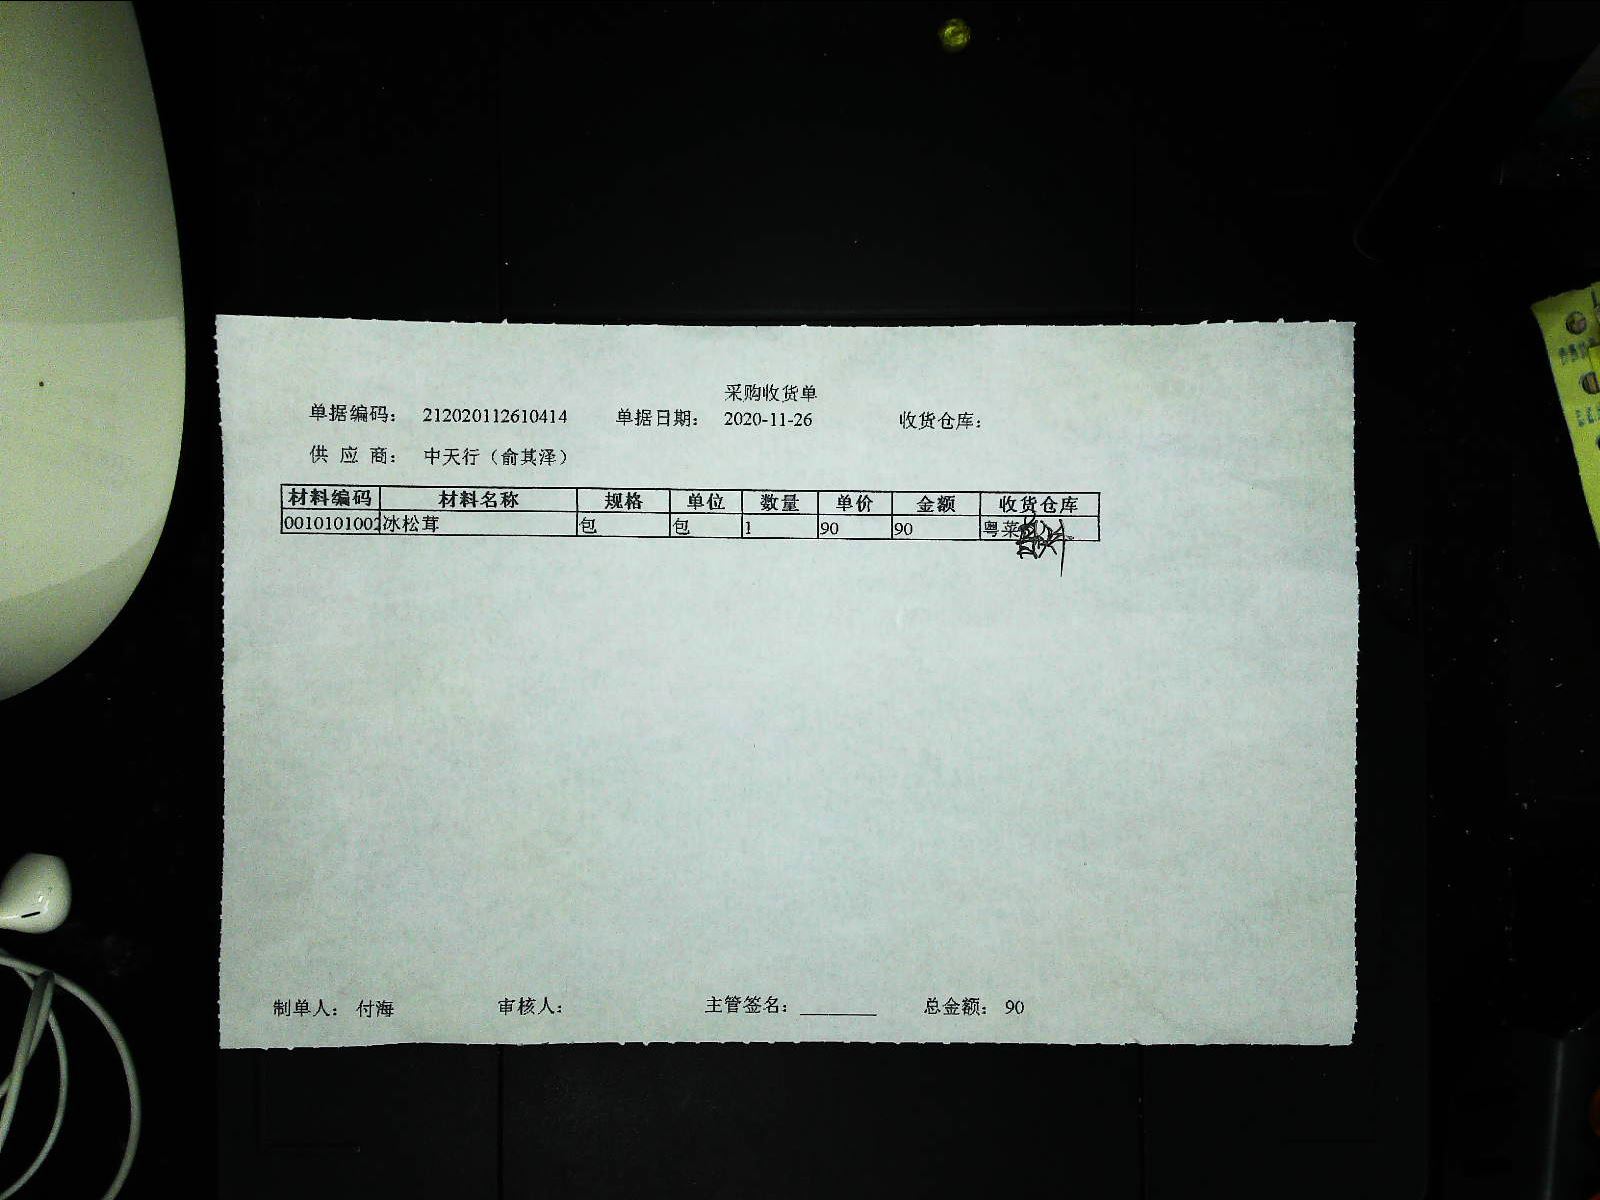 采购收货单
单据编码： 212020112610414 单据日期： 2020-11-26 收货仓库：
供 应 商： 中天行（俞其泽）
材料编码 材料名称 规格 单位 数量 单价 金额 收货仓库
0010101002 冰松茸 包 包 1 90 90 粤菜
制单人： 付海 审核人： 主管签名： ________ 总金额： 90